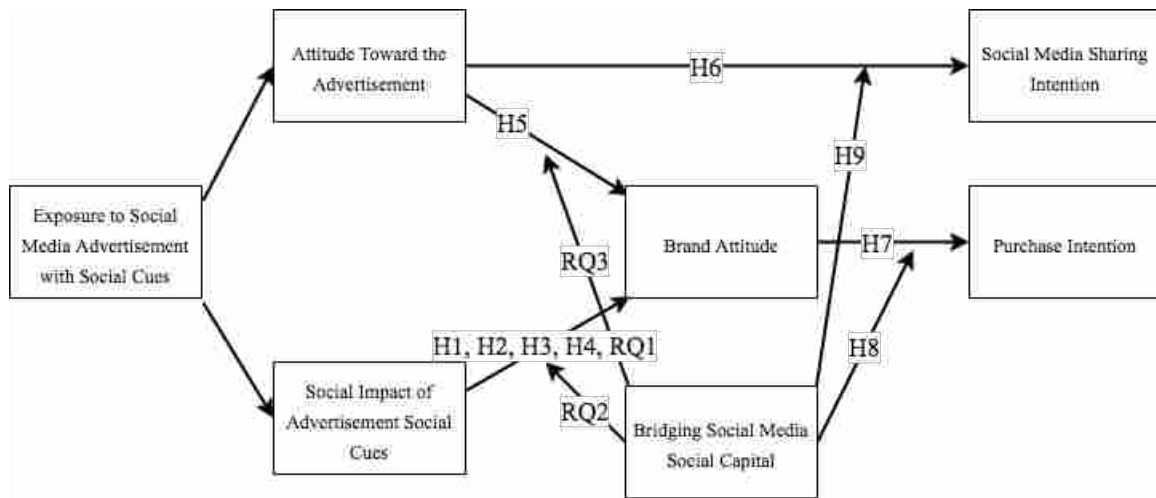 Attitude Toward the
Advertisement
H6
Social Media Sharing
Intention
H5
H9
Exposure to Social
Media Advertisement
with Social Cues
Brand Attitude
H7
Purchase Intention
RQ3
H1, H2, H3, H4, RQ1
H8
Social Impact of
Advertisement Social
Cues
RQ2
Bridging Social Media
Social Capital